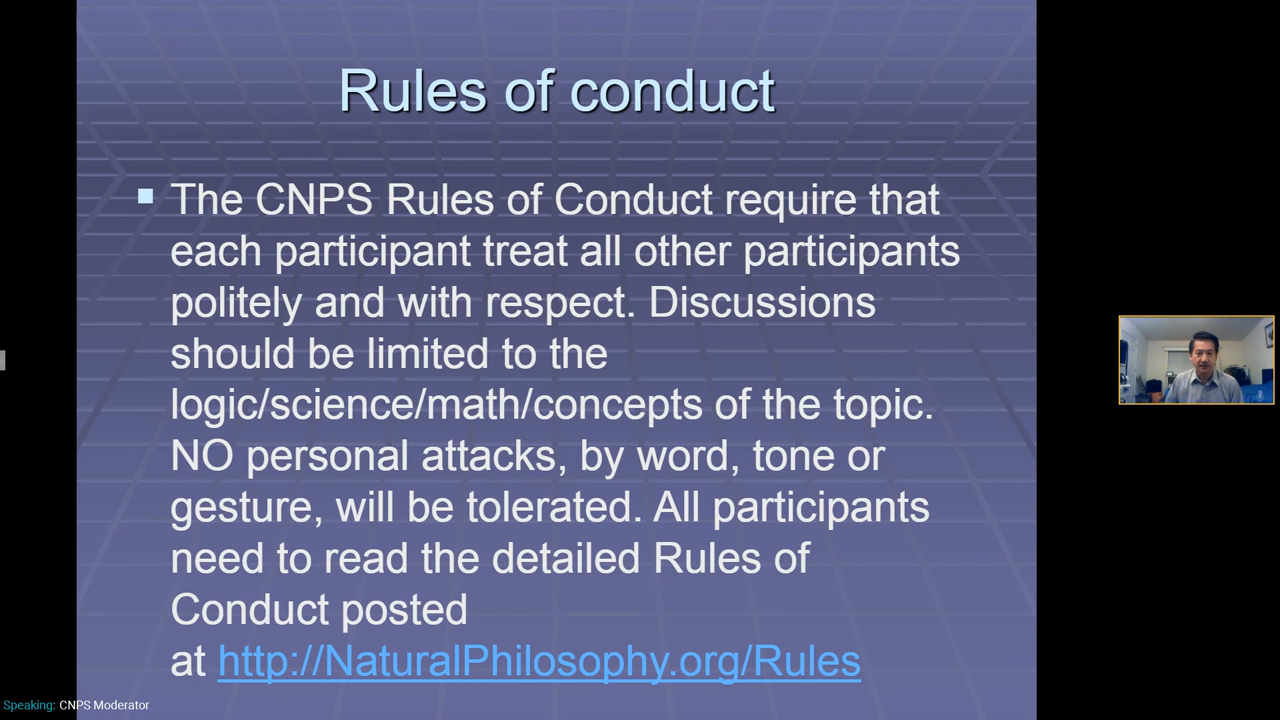 Rules of conduct
The CNPS Rules of Conduct require that
each participant treat all other participants
politely and with respect. Discussions
should be limited to the
logic/science/math/concepts of the topic.
NO personal attacks, by word, tone or
gesture, will be tolerated. All participants
need to read the detailed Rules of
Conduct posted
at http://NaturalPhilosophy.org/Rules
Speaking: CNPS Moderator